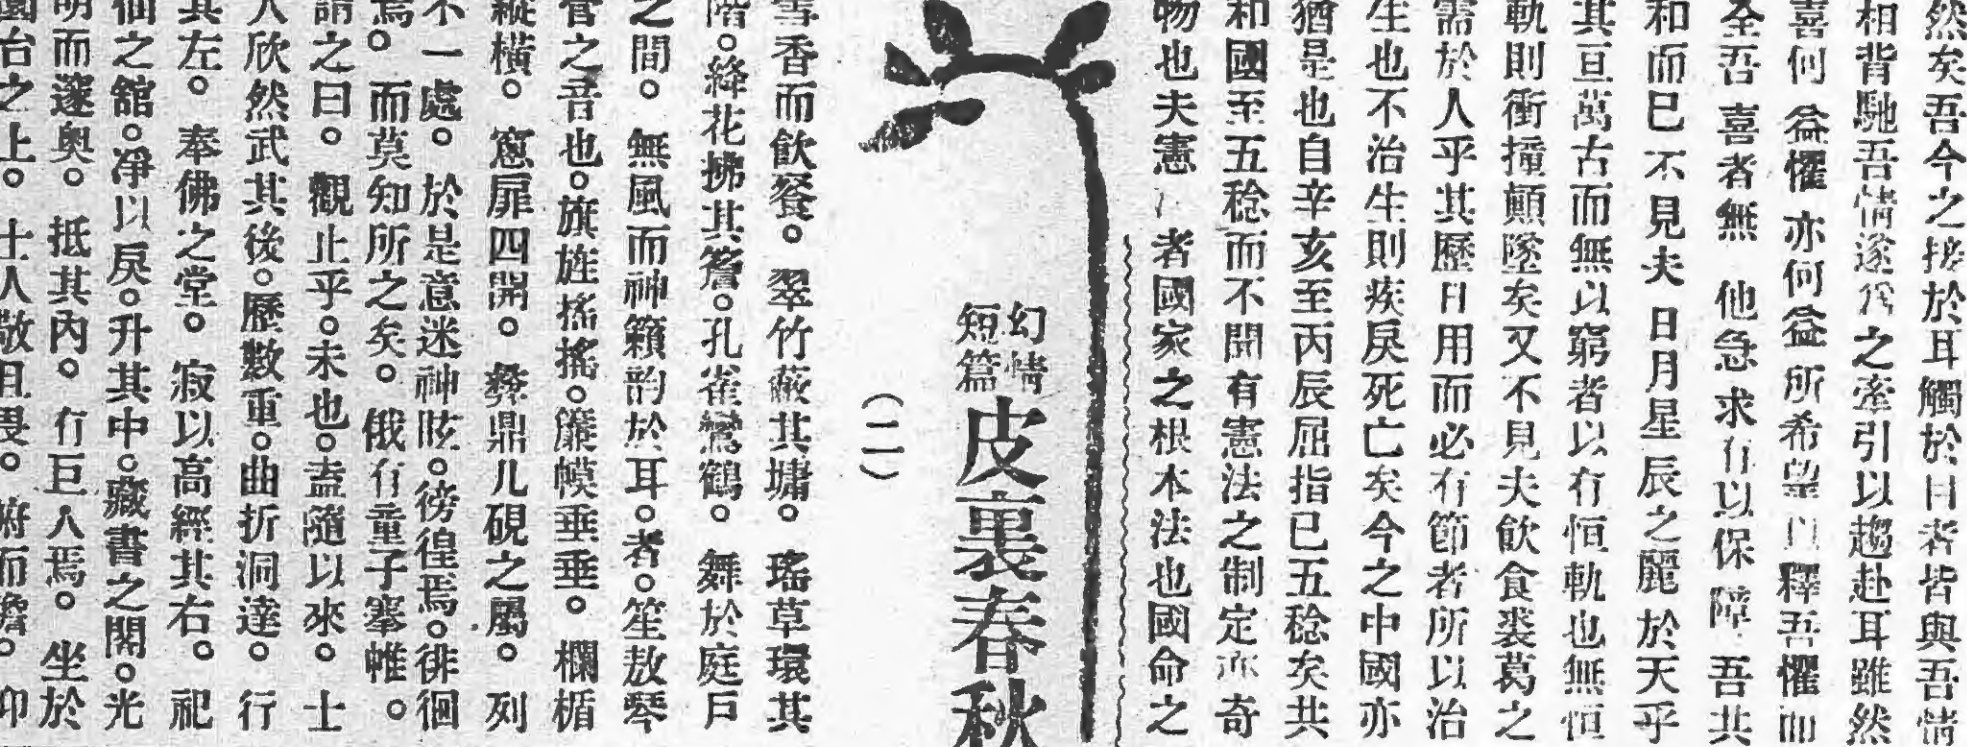 然矣吾今之接於耳觸於目者皆與吾情
相背馳吾情遂為之牽引以趨赴耳雖然
喜何益懼亦何益所希望以釋吾懼而
全吾喜者無他急求有以保障吾共
和而已不見夫日月星辰之麗於天乎
其亘萬古而無以窮者以有恒軌也無恒
軌則衝撞顛墜矣又不見夫飲食裘葛之
需於人乎其歷日用而必有節者所以治
生也不治生則疾戾死亡矣今之中國亦
猶是也自辛亥至丙辰屈指已五稔矣共
和國至五稔而不聞有憲法之制定亦奇
物也夫憲法者國家之根本法也國命之
幻情
短篇
皮裏春秋
(二)
雪香而飲餐。翠竹蔽其墉。瑤草環其
階。絳花拂其簷。孔雀鸞鶴。舞於庭戶
之間。無風而神籟韵於耳。者。笙敖琴
管之音也。旗旌搖搖。簾幙垂垂。欄楯
縱橫。窻扉四開。彝鼎几硯之屬。列
不一處。於是意迷神眩。徬徨焉。徘徊
焉。而莫知所之矣。俄有童子搴帷。
請之曰。觀止乎。未也。盍隨以來。士
人欣然武其後。歷數重。曲折洞達。行
其左。奉佛之堂。寂以高經其右。祀
仙之舘。凈以戾。升其中。藏書之閣。光
明而邃奥。抵其內。有巨人焉。坐於
園台之上。士人敬且畏。俯而瞻。仰